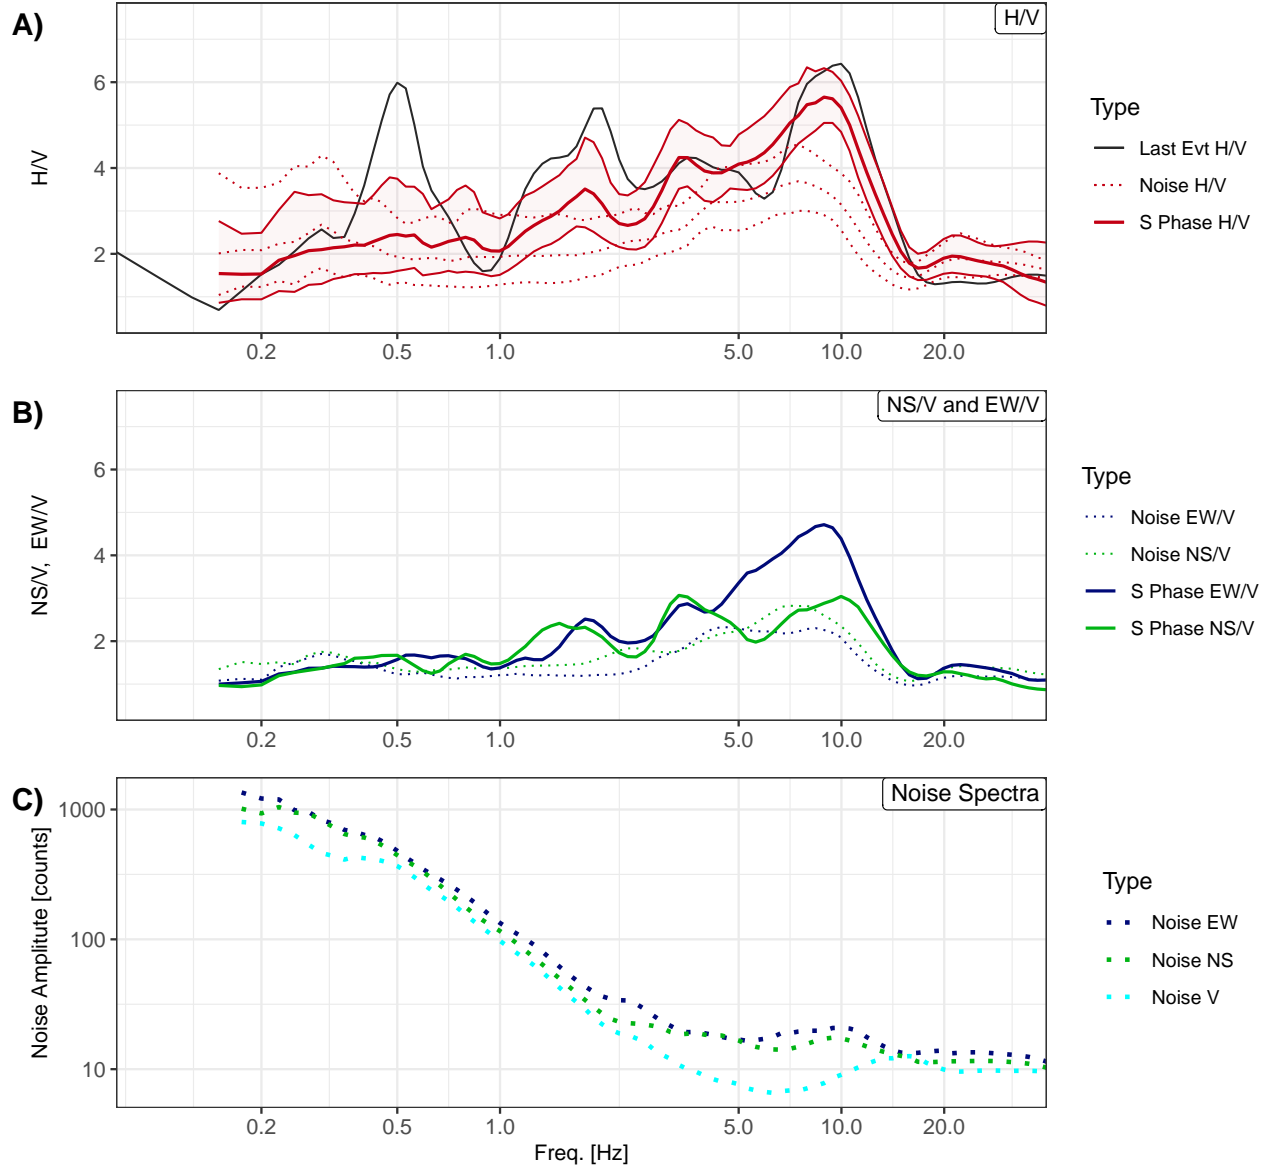 A)
H/V
H/V
6
4
2
0.2 0.5 1.0 5.0 10.0 20.0
Type
Last Evt H/V
Noise H/V
S Phase H/V
B)
NS/V and EW/V
NS/V, EW/V
6
4
2
0.2 0.5 1.0 5.0 10.0 20.0
Type
Noise EW/V
Noise NS/V
S Phase EW/V
S Phase NS/V
C)
Noise Spectra
Noise Amplitute [counts]
1000
100
10
0.2 0.5 1.0 5.0 10.0 20.0
Freq. [Hz]
Type
Noise EW
Noise NS
Noise V